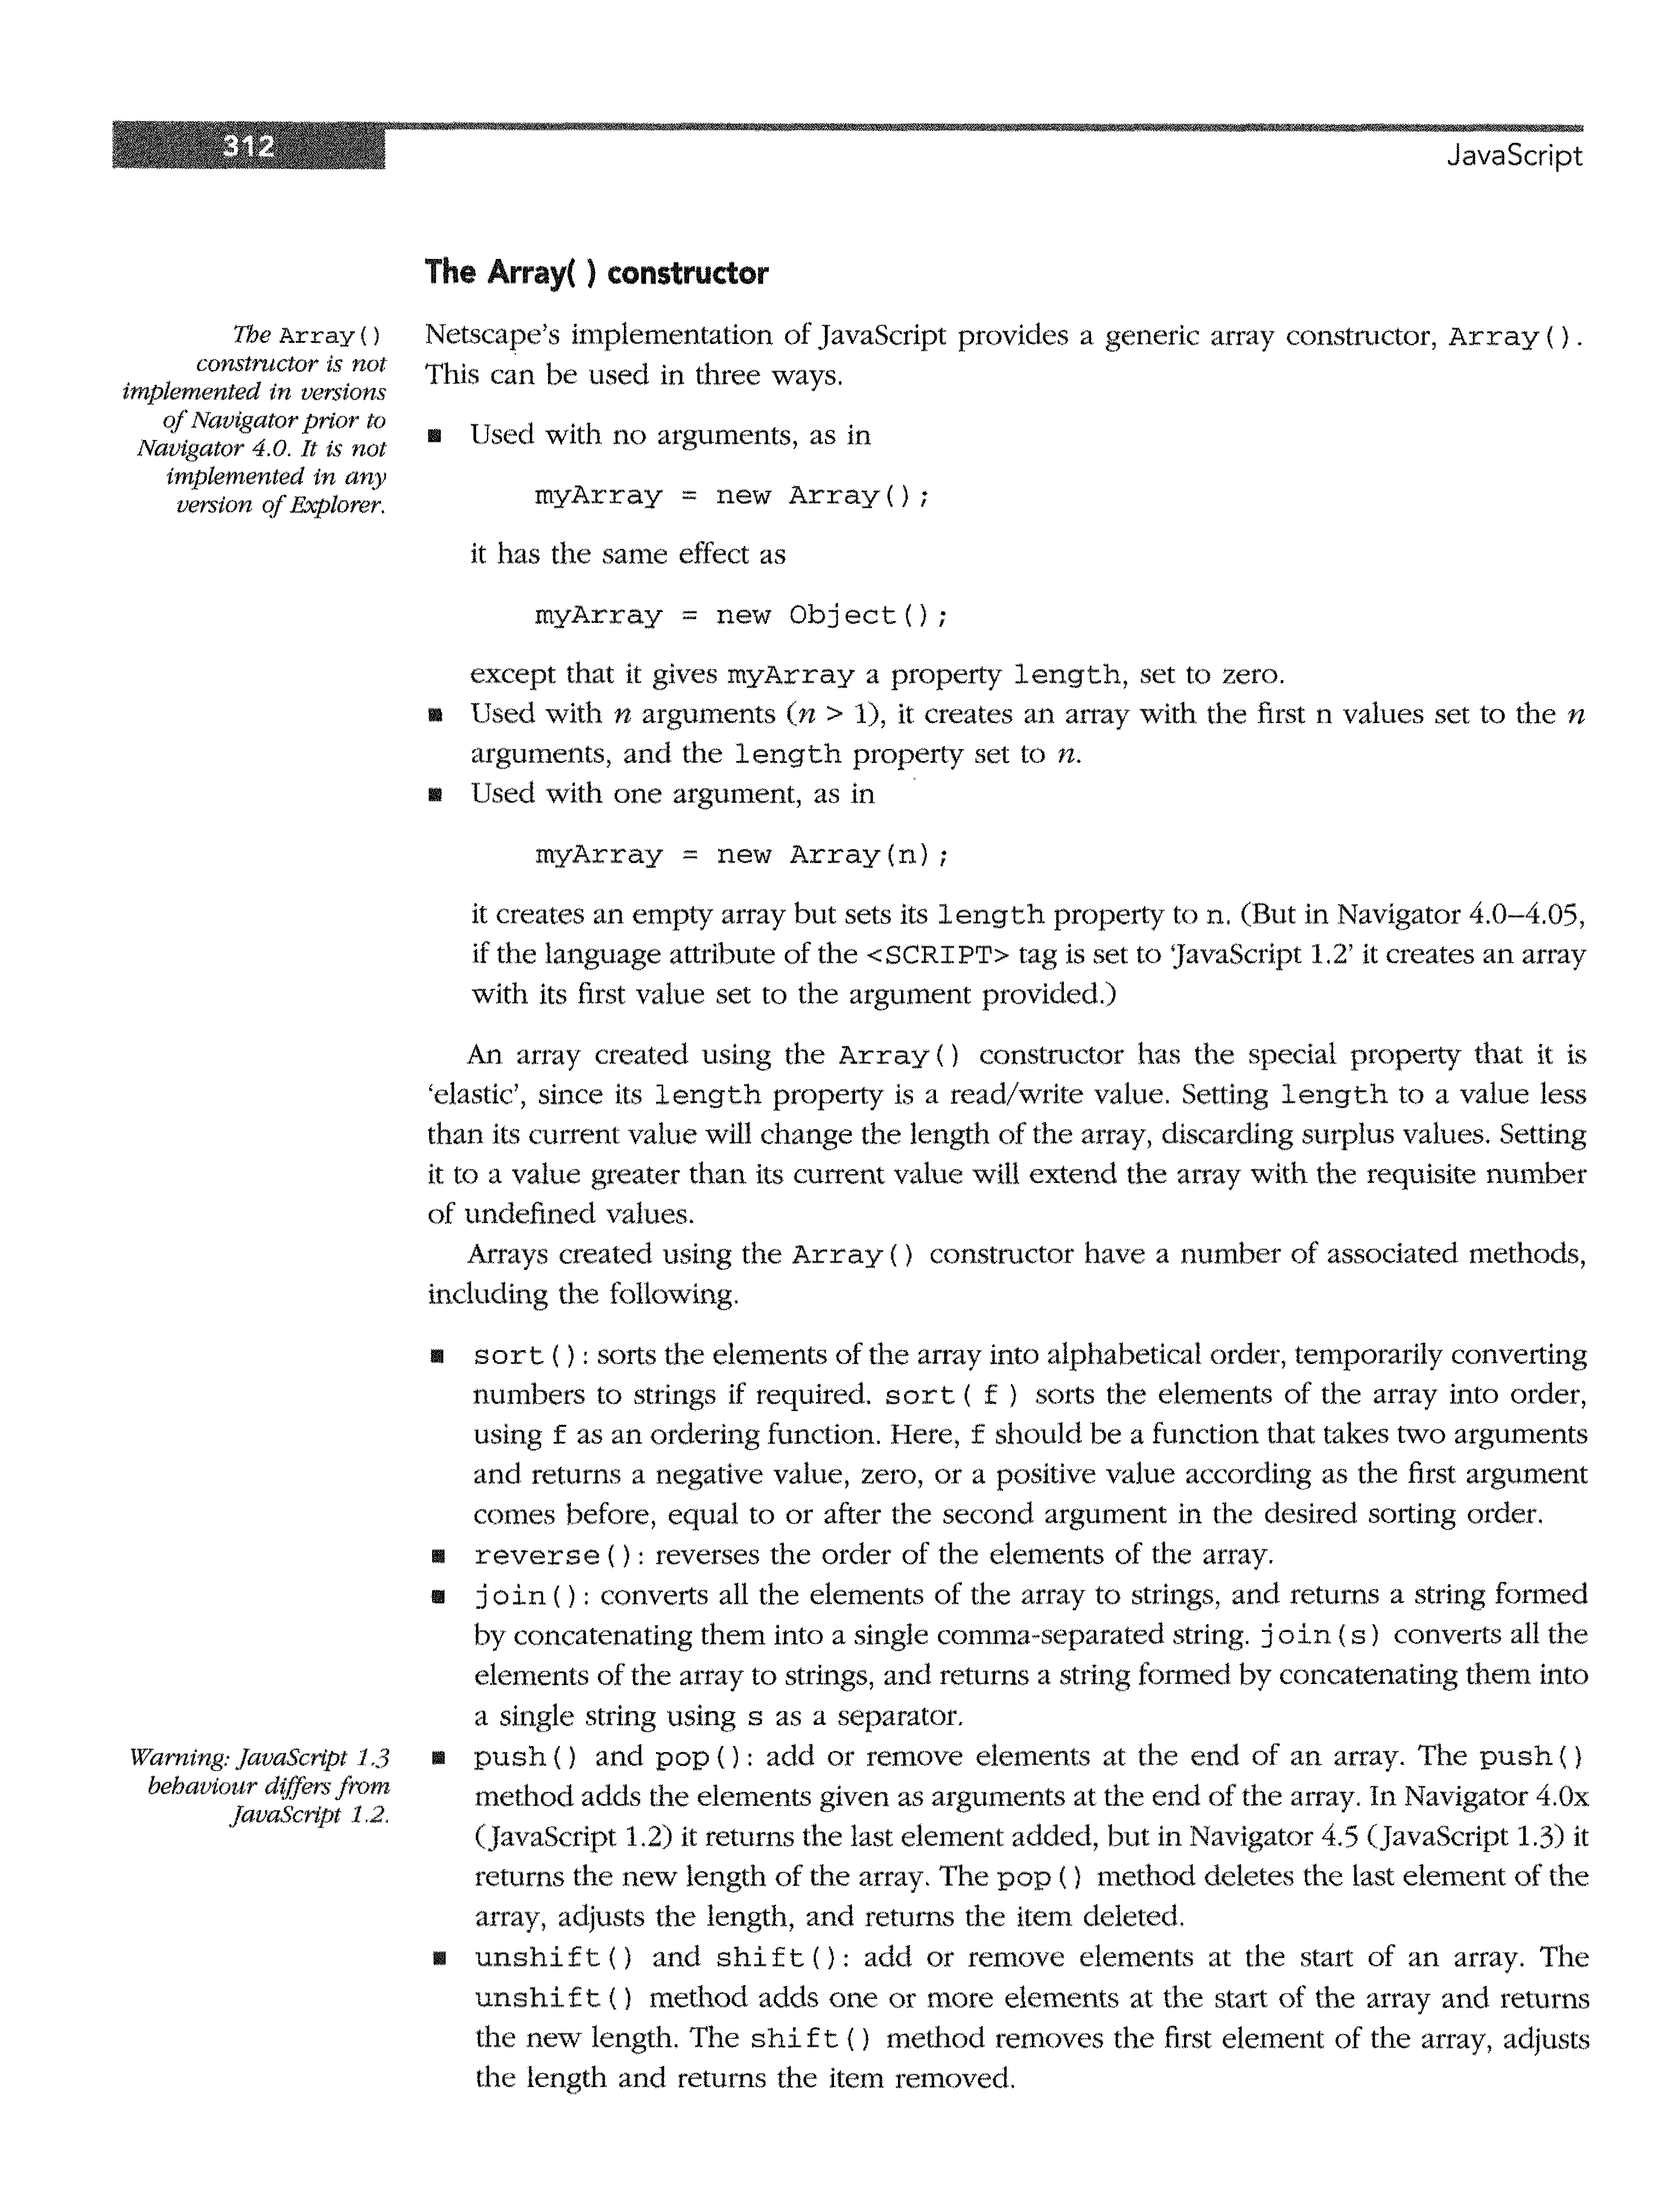 312
JavaScript
The Array( ) constructor
The Array()
constructor is not
implemented in versions
of Navigator prior to
Navigator 4.0. It is not
implemented in any
version of Explorer.
Netscape's implementation of JavaScript provides a generic array constructor, Array().
This can be used in three ways.
■ Used with no arguments, as in
myArray = new Array();
it has the same effect as
myArray = new Object();
except that it gives myArray a property length, set to zero.
■ Used with n arguments (n > 1), it creates an array with the first n values set to the n
arguments, and the length property set to n.
■ Used with one argument, as in
myArray = new Array(n);
it creates an empty array but sets its length property to n. (But in Navigator 4.0–4.05,
if the language attribute of the <SCRIPT> tag is set to 'JavaScript 1.2' it creates an array
with its first value set to the argument provided.)
An array created using the Array() constructor has the special property that it is
'elastic', since its length property is a read/write value. Setting length to a value less
than its current value will change the length of the array, discarding surplus values. Setting
it to a value greater than its current value will extend the array with the requisite number
of undefined values.
Arrays created using the Array() constructor have a number of associated methods,
including the following.
■ sort(): sorts the elements of the array into alphabetical order, temporarily converting
numbers to strings if required. sort( f ) sorts the elements of the array into order,
using f as an ordering function. Here, f should be a function that takes two arguments
and returns a negative value, zero, or a positive value according as the first argument
comes before, equal to or after the second argument in the desired sorting order.
■ reverse(): reverses the order of the elements of the array.
■ join(): converts all the elements of the array to strings, and returns a string formed
by concatenating them into a single comma-separated string. join(s) converts all the
elements of the array to strings, and returns a string formed by concatenating them into
a single string using s as a separator.
Warning: JavaScript 1.3
behaviour differs from
JavaScript 1.2.
■ push() and pop(): add or remove elements at the end of an array. The push()
method adds the elements given as arguments at the end of the array. In Navigator 4.0x
(JavaScript 1.2) it returns the last element added, but in Navigator 4.5 (JavaScript 1.3) it
returns the new length of the array. The pop() method deletes the last element of the
array, adjusts the length, and returns the item deleted.
■ unshift() and shift(): add or remove elements at the start of an array. The
unshift() method adds one or more elements at the start of the array and returns
the new length. The shift() method removes the first element of the array, adjusts
the length and returns the item removed.